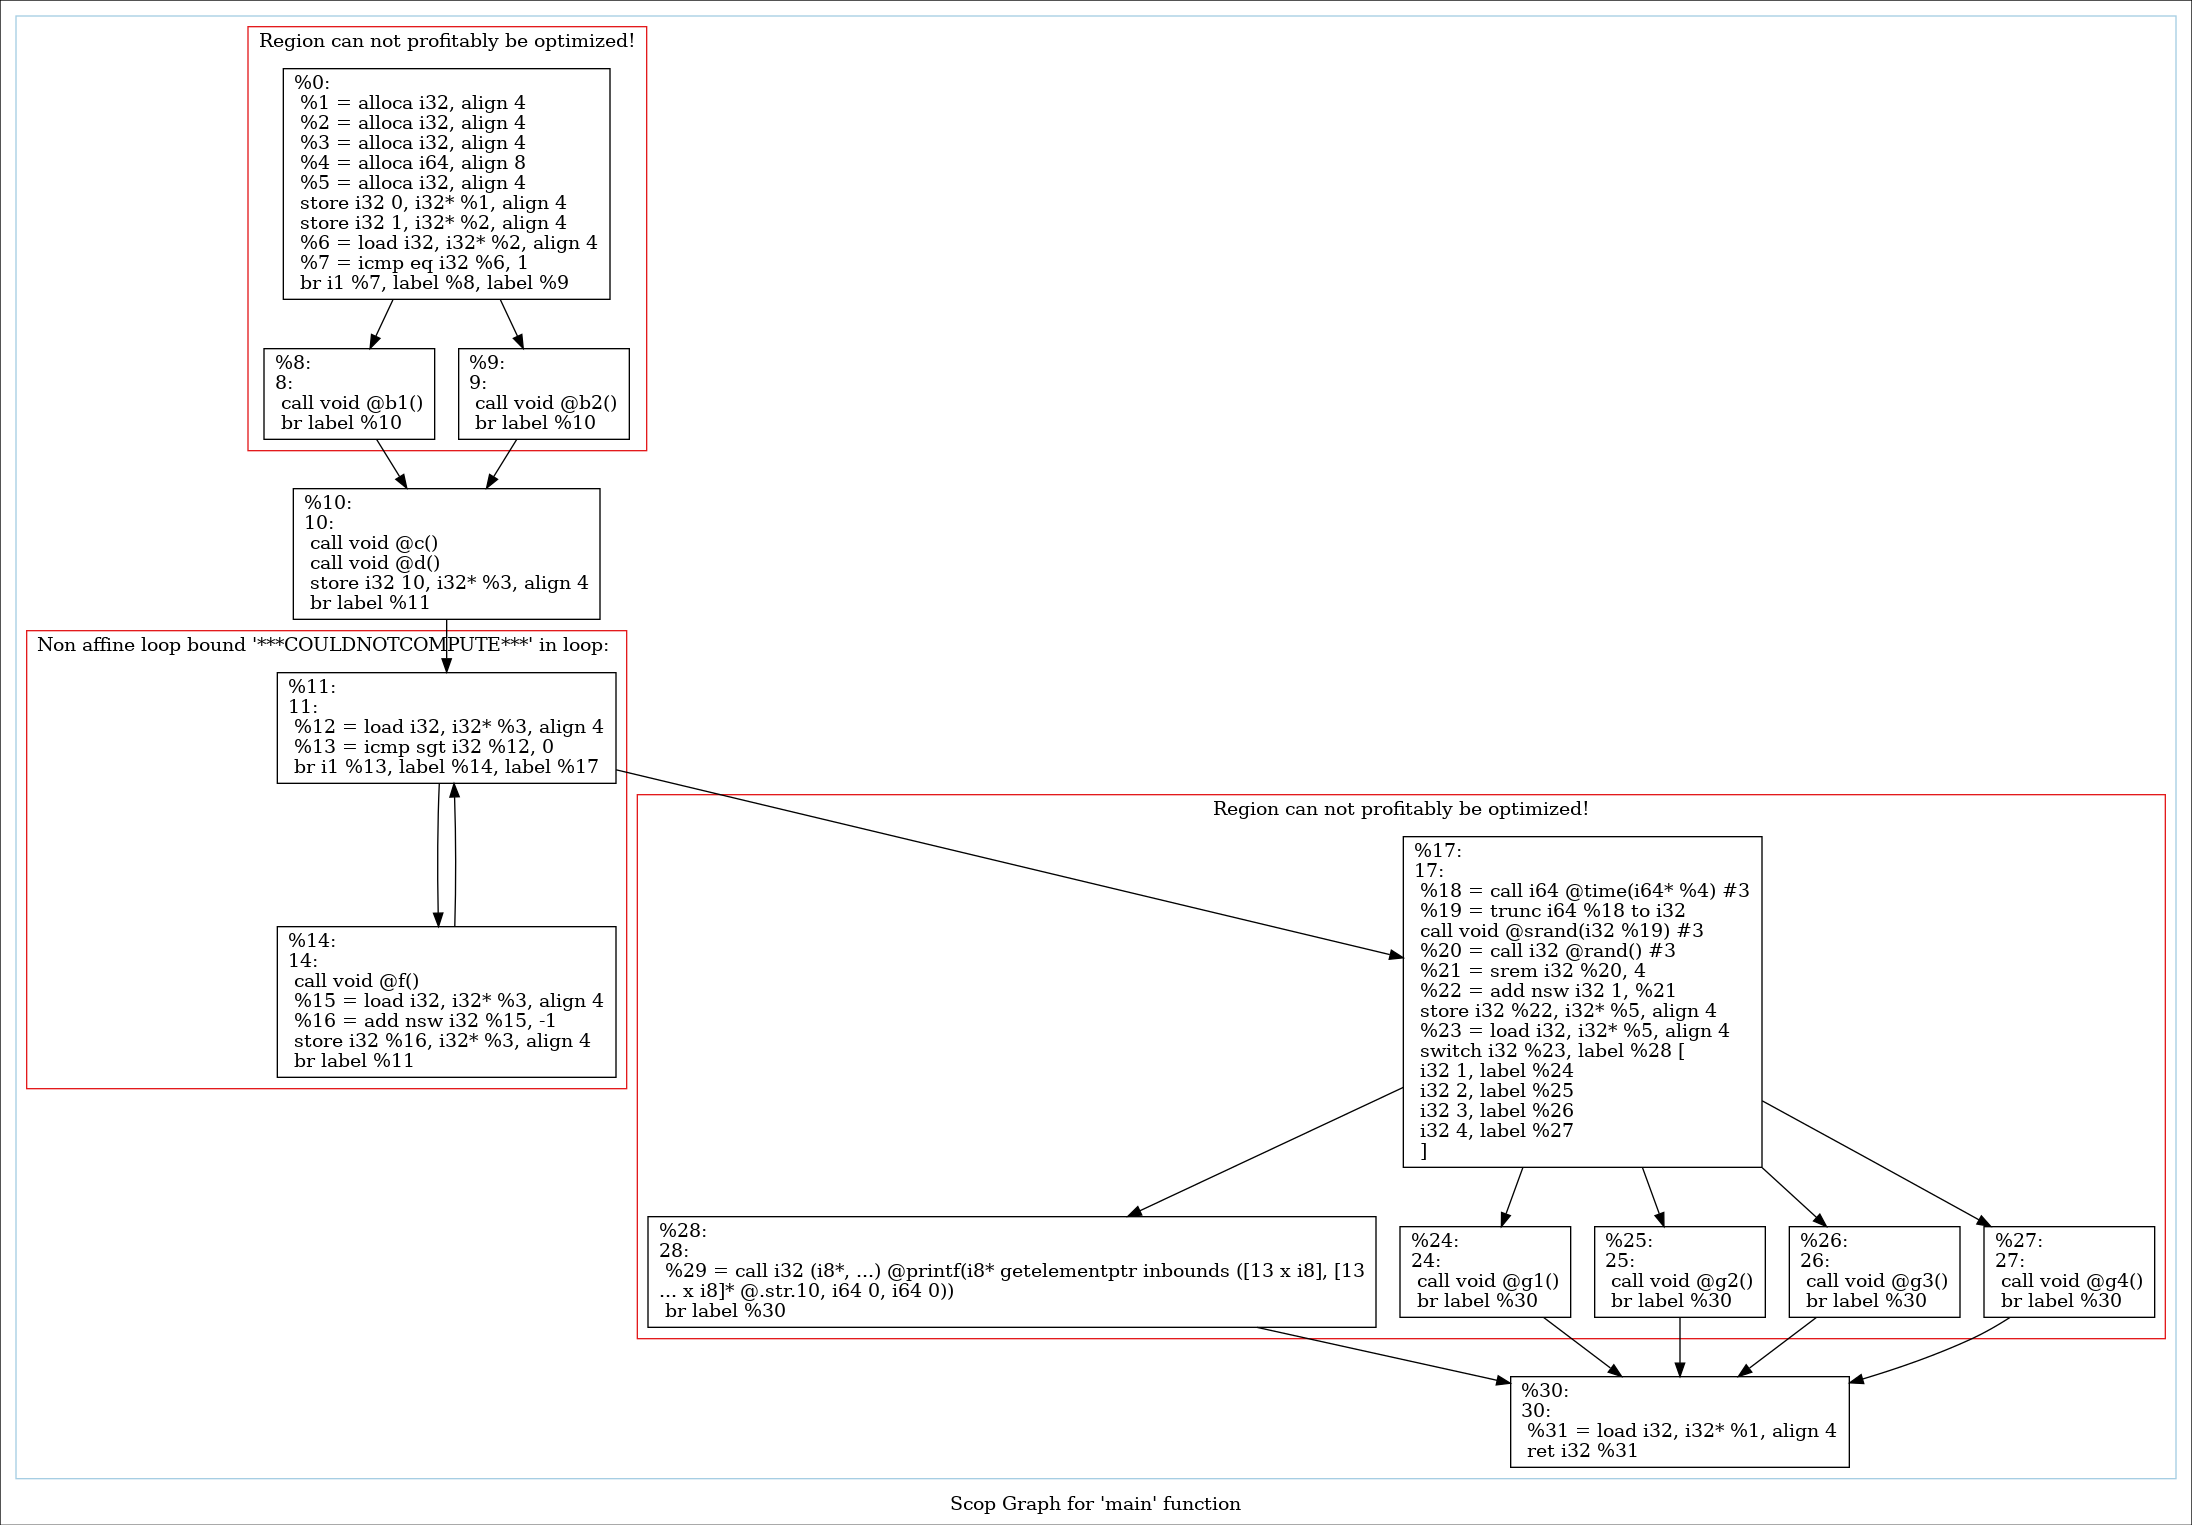 Region can not profitably be optimized!
%0:
%1 = alloca i32, align 4
%2 = alloca i32, align 4
%3 = alloca i32, align 4
%4 = alloca i64, align 8
%5 = alloca i32, align 4
store i32 0, i32* %1, align 4
store i32 1, i32* %2, align 4
%6 = load i32, i32* %2, align 4
%7 = icmp eq i32 %6, 1
br i1 %7, label %8, label %9
%8:
8:
call void @b1()
br label %10
%9:
9:
call void @b2()
br label %10
%10:
10:
call void @c()
call void @d()
store i32 10, i32* %3, align 4
br label %11
Non affine loop bound '***COULDNOTCOMPUTE***' in loop:
%11:
11:
%12 = load i32, i32* %3, align 4
%13 = icmp sgt i32 %12, 0
br i1 %13, label %14, label %17
%14:
14:
call void @f()
%15 = load i32, i32* %3, align 4
%16 = add nsw i32 %15, -1
store i32 %16, i32* %3, align 4
br label %11
Region can not profitably be optimized!
%17:
17:
%18 = call i64 @time(i64* %4) #3
%19 = trunc i64 %18 to i32
call void @srand(i32 %19) #3
%20 = call i32 @rand() #3
%21 = srem i32 %20, 4
%22 = add nsw i32 1, %21
store i32 %22, i32* %5, align 4
%23 = load i32, i32* %5, align 4
switch i32 %23, label %28 [
i32 1, label %24
i32 2, label %25
i32 3, label %26
i32 4, label %27
]
%28:
28:
%29 = call i32 (i8*, ...) @printf(i8* getelementptr inbounds ([13 x i8], [13
... x i8]* @.str.10, i64 0, i64 0))
br label %30
%24:
24:
call void @g1()
br label %30
%25:
25:
call void @g2()
br label %30
%26:
26:
call void @g3()
br label %30
%27:
27:
call void @g4()
br label %30
%30:
30:
%31 = load i32, i32* %1, align 4
ret i32 %31
Scop Graph for 'main' function